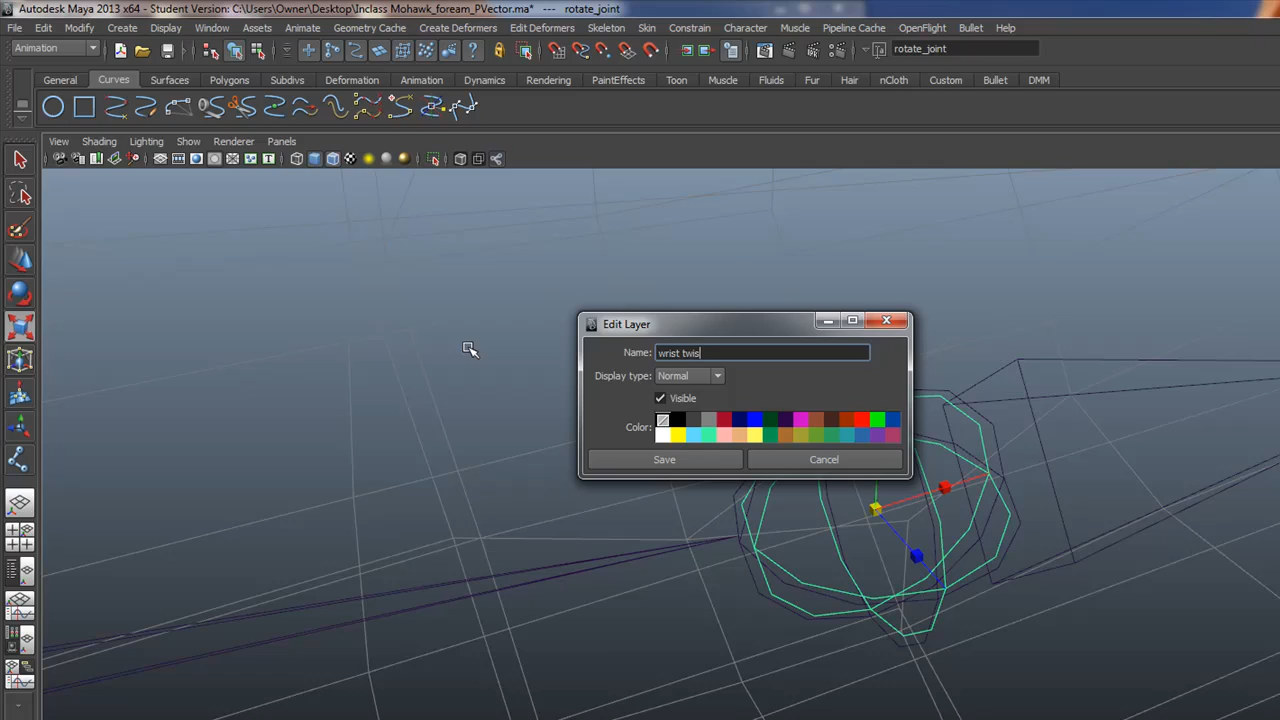 Autodesk Maya 2013 x64 - Student Version: C:\Users\Owner\Desktop\Inclass Mohawk_foream_PVector.ma* --- rotate_joint
File Edit Modify Create Display Window Assets Animate Geometry Cache Create Deformers Edit Deformers Skeleton Skin Constrain Character Muscle Pipeline Cache OpenFlight Bullet Help
Animation rotate_joint
General Curves Surfaces Polygons Subdivs Deformation Animation Dynamics Rendering PaintEffects Toon Muscle Fluids Fur Hair nCloth Custom Bullet DMM
View Shading Lighting Show Renderer Panels
Edit Layer
Name: wrist twis
Display type: Normal
Visible
Color:
Save Cancel